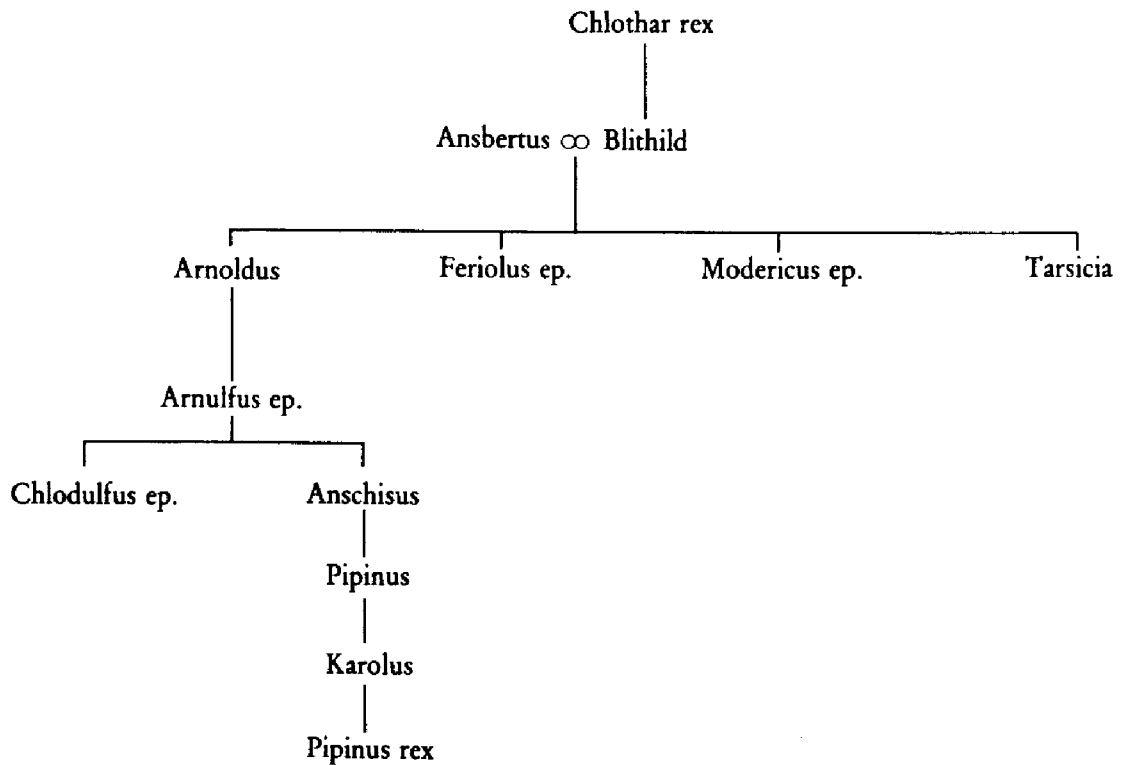 Chlothar rex
Ansbertus ∞ Blithild
Arnoldus Feriolus ep. Modericus ep. Tarsicia
Arnulfus ep.
Chlodulfus ep. Anschisus
Pipinus
Karolus
Pipinus rex